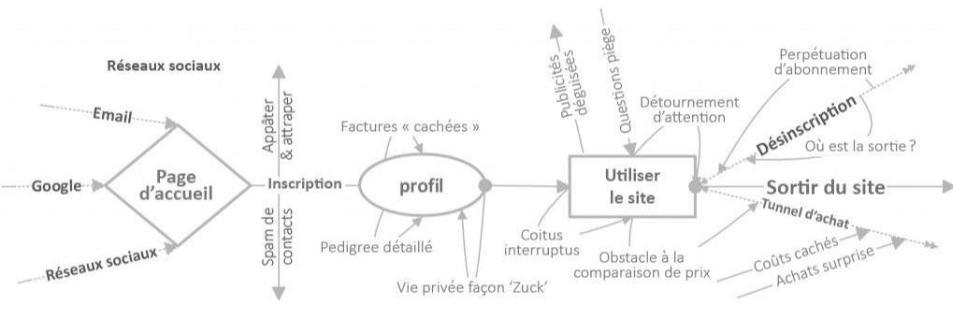 Réseaux sociaux
Email
Google
Réseaux sociaux
Page
d'accueil
Appâter
& attraper
Inscription
Spam de
contacts
Factures « cachées »
profil
Pedigree détaillé
Vie privée façon 'Zuck'
Publicités
déguisées
Questions piège
Détournement
d'attention
Utiliser
le site
Coitus
interruptus
Obstacle à la
comparaison de prix
Perpétuation
d'abonnement
Désinscription
Où est la sortie ?
Sortir du site
Tunnel d'achat
Coûts cachés
Achats surprise